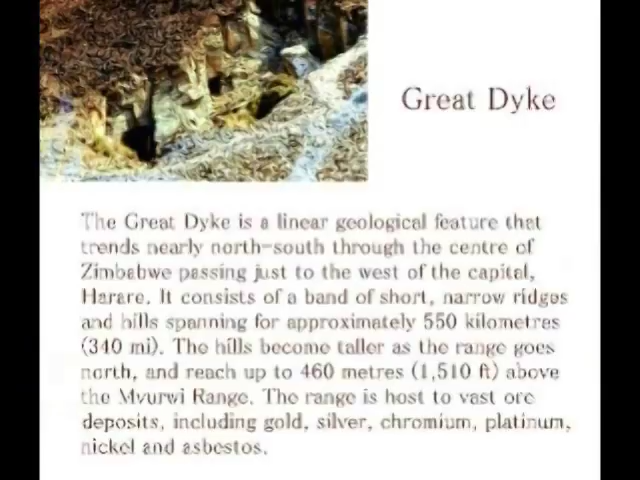 Great Dyke
The Great Dyke is a linear geological feature that
trends nearly north-south through the centre of
Zimbabwe passing just to the west of the capital,
Harare. It consists of a band of short, narrow ridges
and hills spanning for approximately 550 kilometres
(340 mi). The hills become taller as the range goes
north, and reach up to 460 metres (1,510 ft) above
the Mvurwi Range. The range is host to vast ore
deposits, including gold, silver, chromium, platinum,
nickel and asbestos.